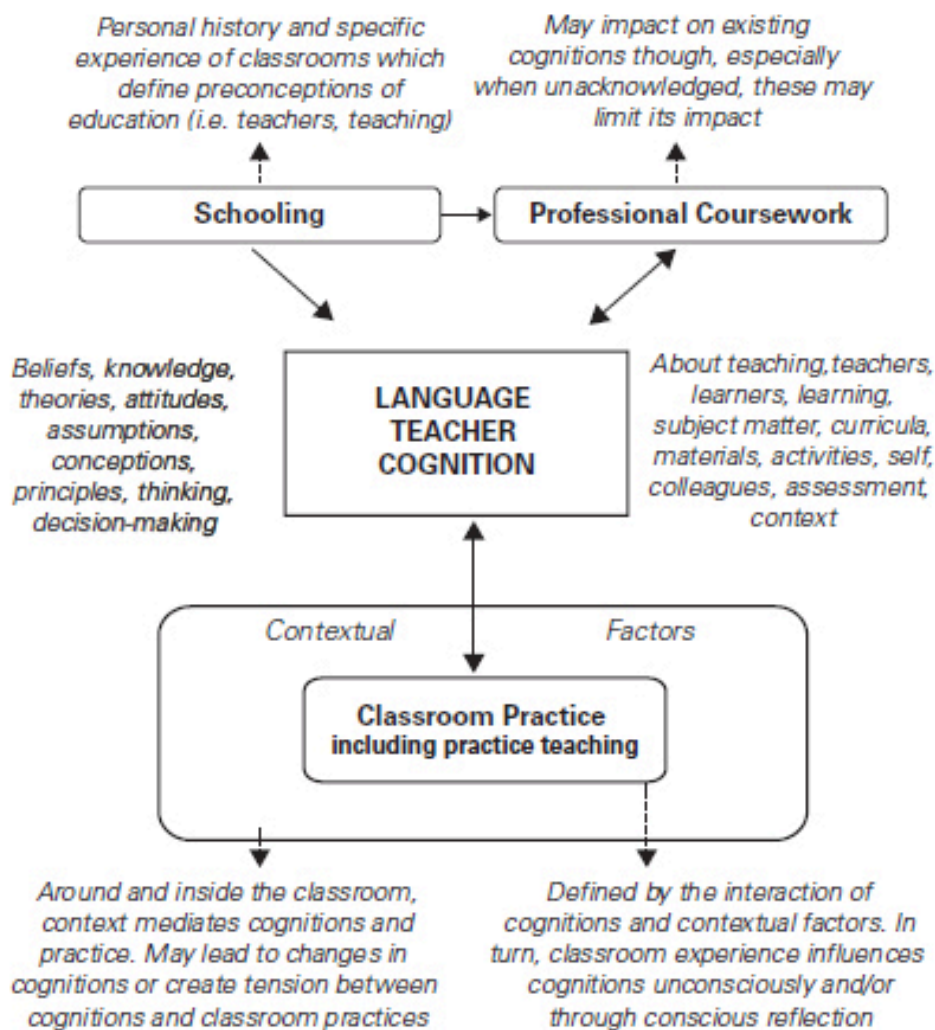 Personal history and specific
experience of classrooms which
define preconceptions of
education (i.e. teachers, teaching)
May impact on existing
cognitions though, especially
when unacknowledged, these may
limit its impact
Schooling
Professional Coursework
Beliefs, knowledge,
theories, attitudes,
assumptions,
conceptions,
principles, thinking,
decision-making
LANGUAGE
TEACHER
COGNITION
About teaching,teachers,
learners, learning,
subject matter, curricula,
materials, activities, self,
colleagues, assessment,
context
Contextual Factors
Classroom Practice
including practice teaching
Around and inside the classroom,
context mediates cognitions and
practice. May lead to changes in
cognitions or create tension between
cognitions and classroom practices
Defined by the interaction of
cognitions and contextual factors. In
turn, classroom experience influences
cognitions unconsciously and/or
through conscious reflection